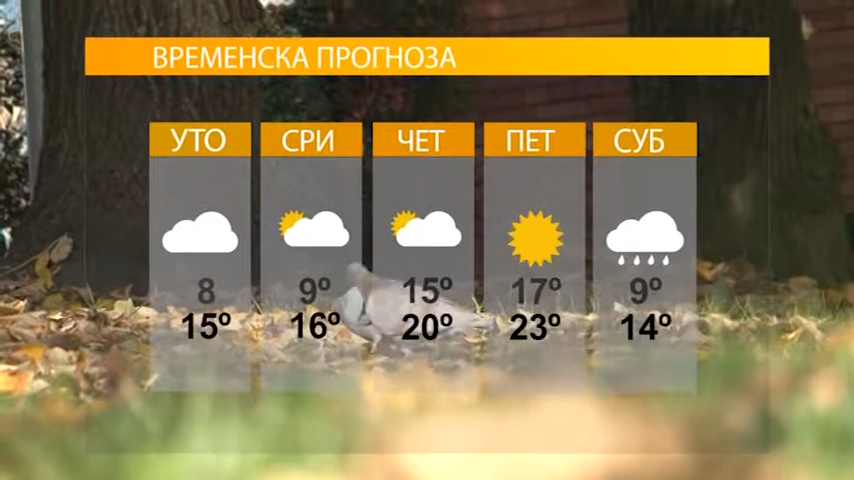 ВРЕМЕНСКА ПРОГНОЗА
УТО СРИ ЧЕТ ПЕТ СУБ
8 9º 15º 17º 9º
15º 16º 20º 23º 14º